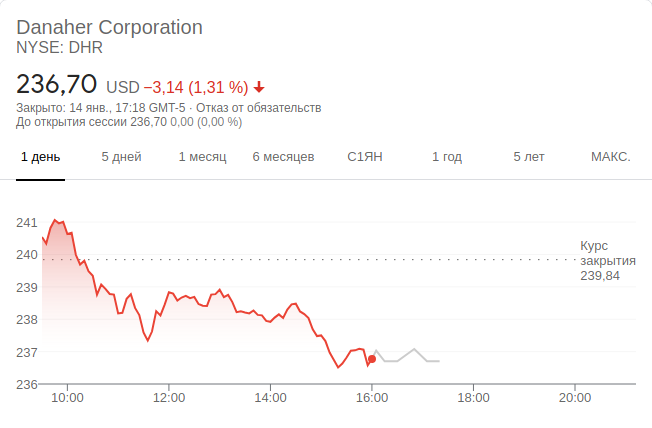 Danaher Corporation
NYSE: DHR
236,70 USD −3,14 (1,31 %)
Закрыто: 14 янв., 17:18 GMT-5 · Отказ от обязательств
До открытия сессии 236,70 0,00 (0,00 %)
1 день 5 дней 1 месяц 6 месяцев С1ЯН 1 год 5 лет МАКС.
241
240
239
238
237
236
Курс
закрытия
239,84
10:00 12:00 14:00 16:00 18:00 20:00